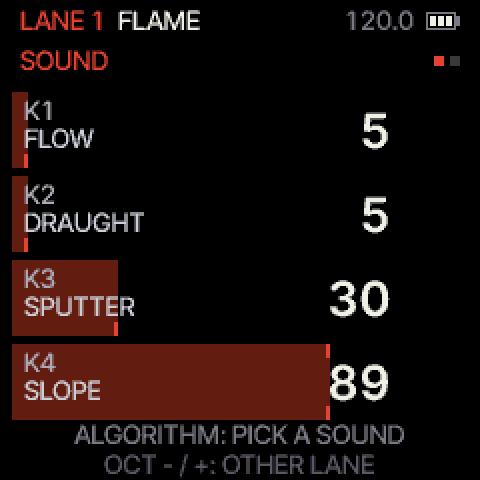 LANE 1 FLAME 120.0
SOUND
K1
FLOW 5
K2
DRAUGHT 5
K3
SPUTTER 30
K4
SLOPE 89
ALGORITHM: PICK A SOUND
OCT - / +: OTHER LANE